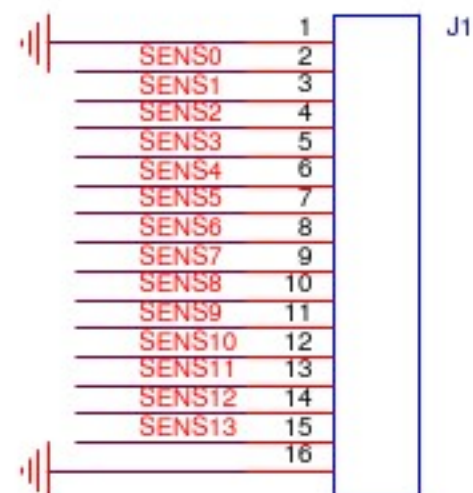 1 J1
SENS0 2
SENS1 3
SENS2 4
SENS3 5
SENS4 6
SENS5 7
SENS6 8
SENS7 9
SENS8 10
SENS9 11
SENS10 12
SENS11 13
SENS12 14
SENS13 15
16